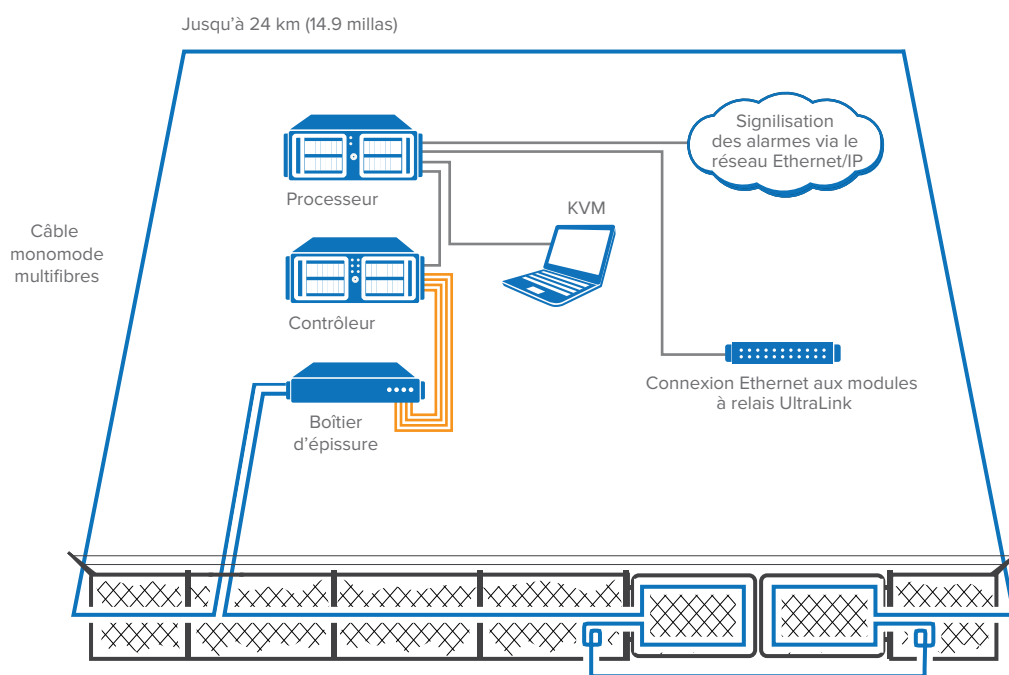 Jusqu'à 24 km (14.9 millas)
Signilisation
des alarmes via le
réseau Ethernet/IP
Processeur
KVM
Câble
monomode
multifibres
Contrôleur
Connexion Ethernet aux modules
à relais UltraLink
Boîtier
d'épissure